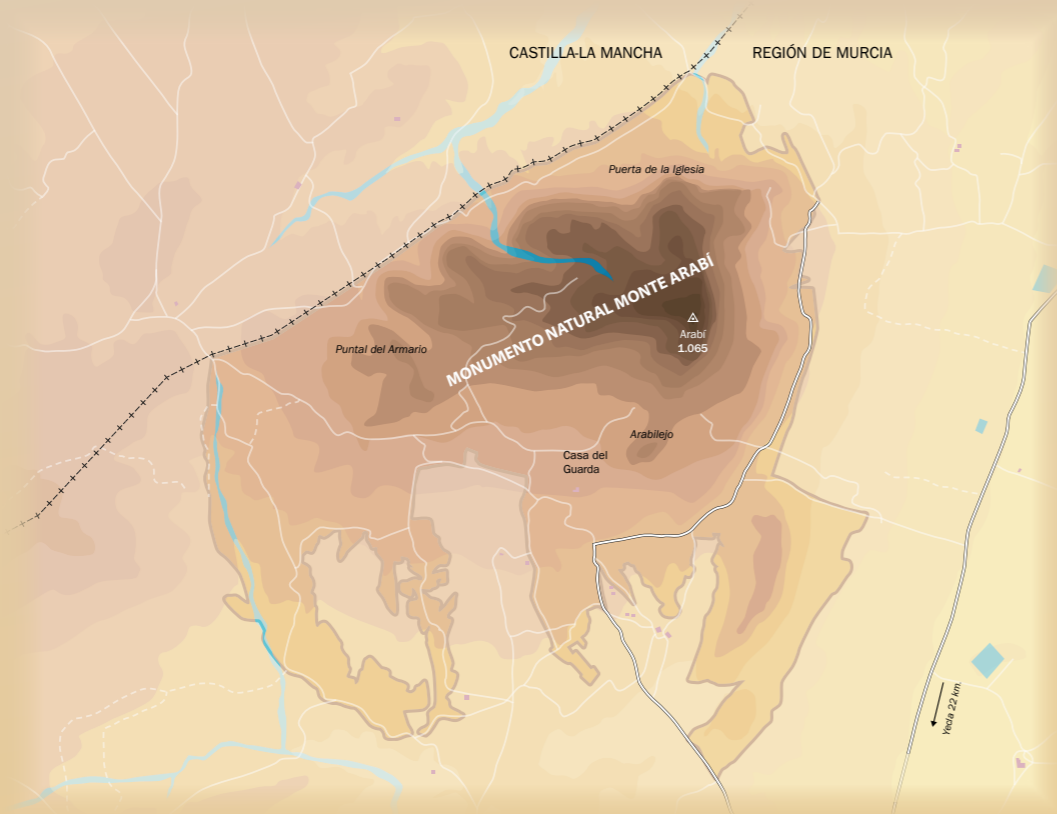 CASTILLA-LA MANCHA
REGIÓN DE MURCIA
Puerta de la Iglesia
MONUMENTO NATURAL MONTE ARABÍ
Arabí
1.065
Puntal del Armario
Arabilejo
Casa del
Guarda
Yecla 22 km.